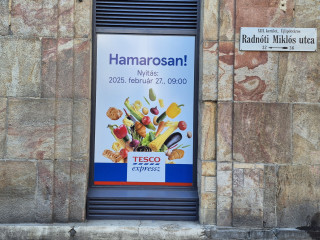 Hamarosan!
Nyitás:
2025. február 27., 09:00
TESCO
expressz
XIII. kerület, Újlipótváros
Radnóti Miklós utca